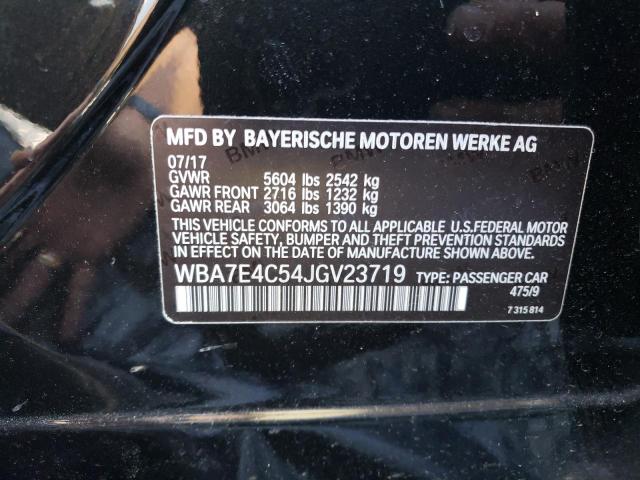 MFD BY BAYERISCHE MOTOREN WERKE AG
07/17
GVWR 5604 lbs 2542 kg
GAWR FRONT 2716 lbs 1232 kg
GAWR REAR 3064 lbs 1390 kg
THIS VEHICLE CONFORMS TO ALL APPLICABLE U.S.FEDERAL MOTOR
VEHICLE SAFETY, BUMPER AND THEFT PREVENTION STANDARDS
IN EFFECT ON THE DATE OF MANUFACTURE SHOWN ABOVE.
WBA7E4C54JGV23719 TYPE: PASSENGER CAR
475/9
7 315 814